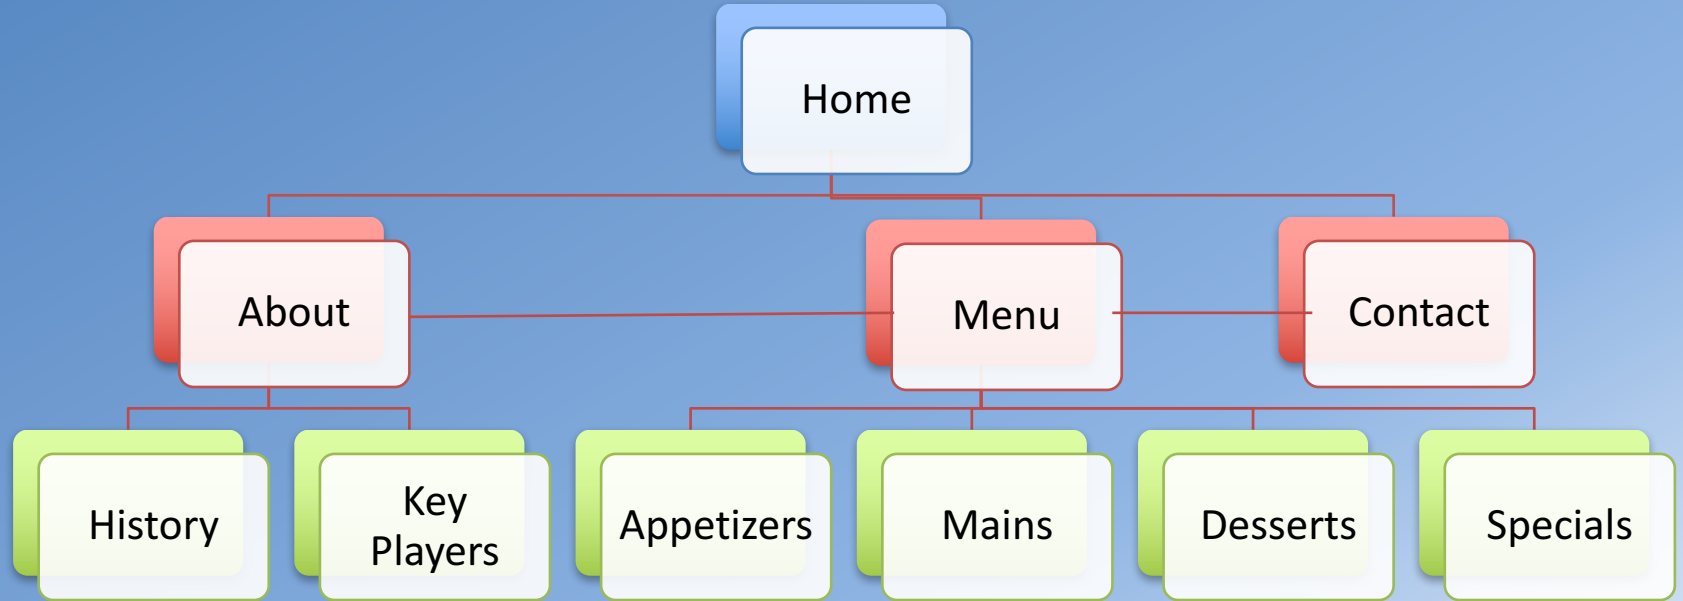 Home
About
Menu
Contact
History
Key
Players
Appetizers
Mains
Desserts
Specials